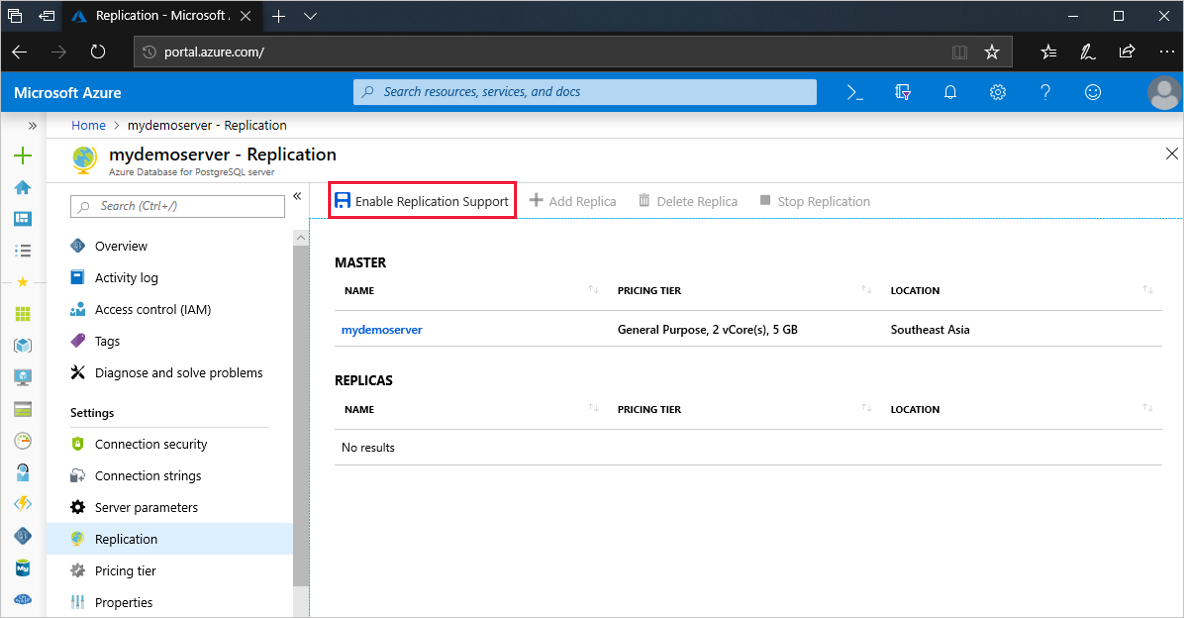 Replication - Microsoft .
portal.azure.com/
Microsoft Azure
Search resources, services, and docs
Home > mydemoserver - Replication
mydemoserver - Replication
Azure Database for PostgreSQL server
Search (Ctrl+/)
Overview
Activity log
Access control (IAM)
Tags
Diagnose and solve problems
Settings
Connection security
Connection strings
Server parameters
Replication
Pricing tier
Properties
Enable Replication Support Add Replica Delete Replica Stop Replication
MASTER
NAME PRICING TIER LOCATION
mydemoserver General Purpose, 2 vCore(s), 5 GB Southeast Asia
REPLICAS
NAME PRICING TIER LOCATION
No results
My